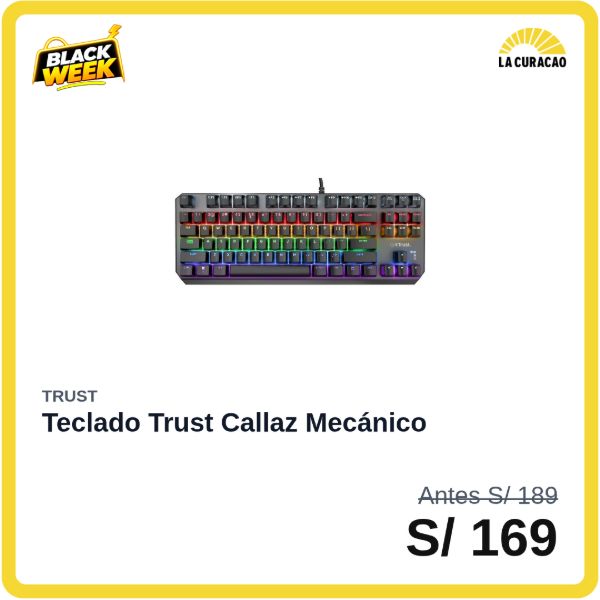 BLACK
WEEK
LA CURACAO
TRUST
Teclado Trust Callaz Mecánico
Antes S/ 189
S/ 169